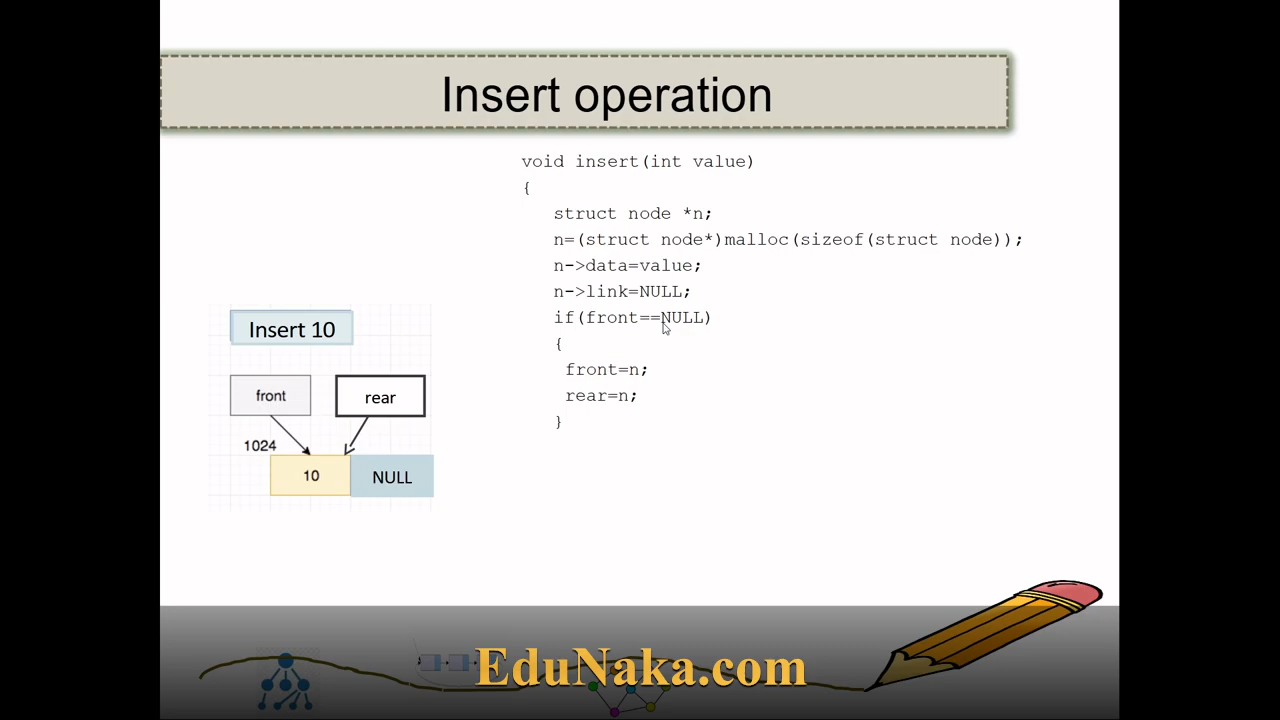 Insert operation
void insert(int value)
{
struct node *n;
n=(struct node*)malloc(sizeof(struct node));
n->data=value;
n->link=NULL;
if(front==NULL)
{
front=n;
rear=n;
}
Insert 10
front
rear
1024
10
NULL
EduNaka.com